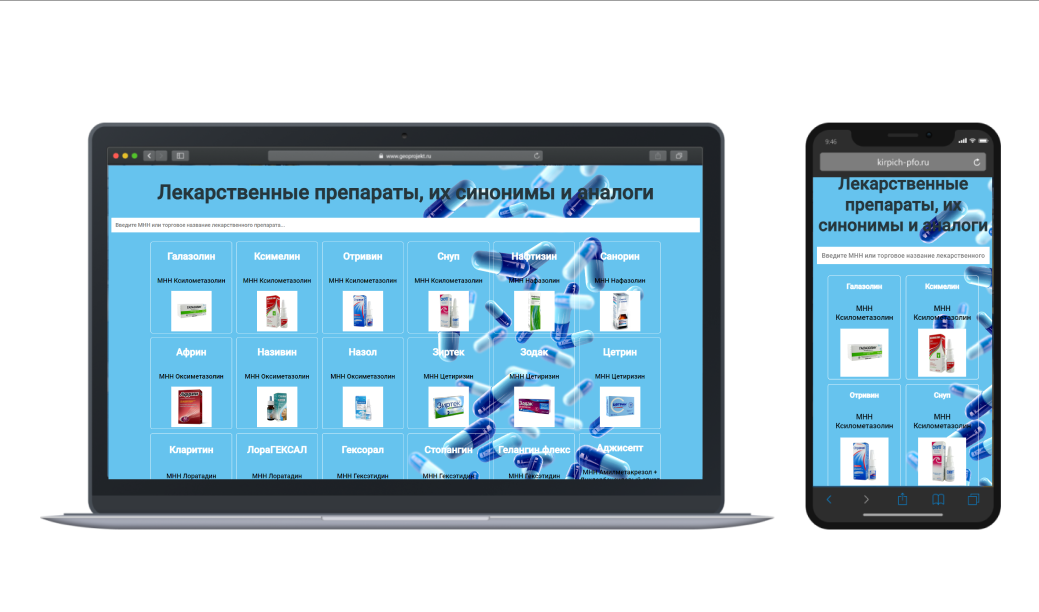 www.geoprojekt.ru
Лекарственные препараты, их синонимы и аналоги
Введите МНН или торговое название лекарственного препарата...
Галазолин Ксимелин Отривин Снуп Нафтизин Санорин
МНН Ксилометазолин МНН Ксилометазолин МНН Ксилометазолин МНН Ксилометазолин МНН Нафазолин МНН Нафазолин
Африн Називин Назол Зиртек Зодак Цетрин
МНН Оксиметазолин МНН Оксиметазолин МНН Оксиметазолин МНН Цетиризин МНН Цетиризин МНН Цетиризин
Зиртек Зодак
Кларитин ЛораГЕКСАЛ Гексорал Стопангин Гелангин флекс Аджисепт
МНН Лоратадин МНН Лоратадин МНН Гексэтидин МНН Гексэтидин МНН Гексэтидин МНН Амилметакрезол +
9:46
kirpich-pfo.ru
Лекарственные
препараты, их
синонимы и аналоги
Введите МНН или торговое название лекарственного
Галазолин Ксимелин
МНН МНН
Ксилометазолин Ксилометазолин
Отривин Снуп
МНН МНН
Ксилометазолин Ксилометазолин